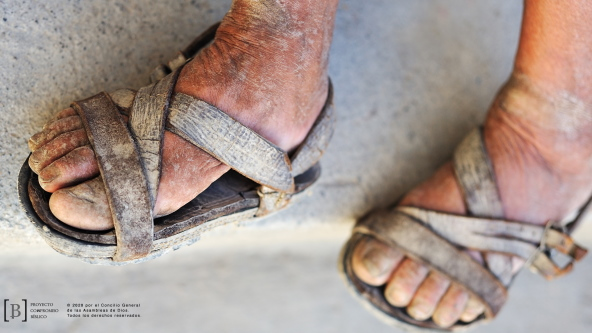 [B]
PROYECTO
COMPROMISO
BÍBLICO
© 2020 por el Concilio General
de las Asambleas de Dios.
Todos los derechos reservados